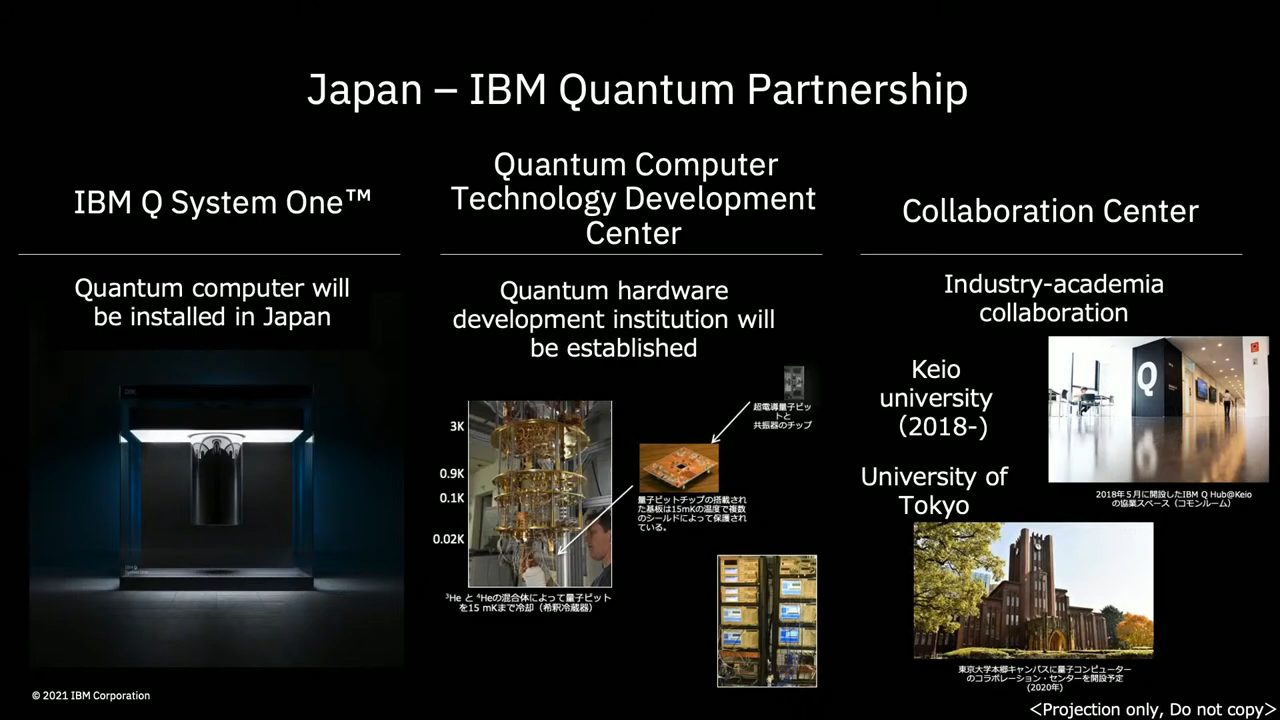 Japan – IBM Quantum Partnership
IBM Q System One™
Quantum computer will
be installed in Japan
Quantum Computer
Technology Development
Center
Quantum hardware
development institution will
be established
3K
0.9K
0.1K
0.02K
超電導量子ビッ
トと
共振器のチップ
量子ビットチップの搭載され
た基板は15mKの温度で複数
のシールドによって保護され
ている。
³He と ⁴Heの混合体によって量子ビット
を15 mKまで冷却（希釈冷蔵器）
Collaboration Center
Industry-academia
collaboration
Keio
university
（2018-)
Q
2018年５月に開設したIBM Q Hub@Keio
の協業スペース（コモンルーム）
University of
Tokyo
東京大学本郷キャンパスに量子コンピューター
のコラボレーション・センターを開設予定
(2020年)
© 2021 IBM Corporation
<Projection only, Do not copy>